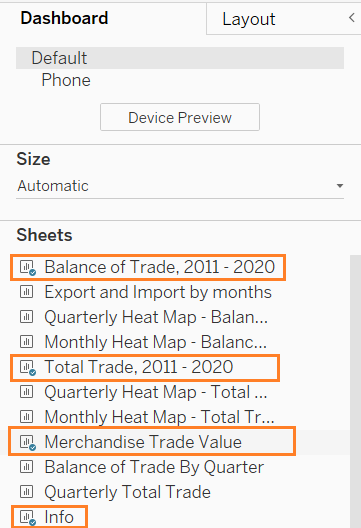 Dashboard Layout <
Default
Phone
Device Preview
Size
Automatic
Sheets
Balance of Trade, 2011 - 2020
Export and Import by months
Quarterly Heat Map - Balan...
Monthly Heat Map - Balanc...
Total Trade, 2011 - 2020
Quarterly Heat Map - Total ...
Monthly Heat Map - Total Tr...
Merchandise Trade Value
Balance of Trade By Quarter
Quarterly Total Trade
Info